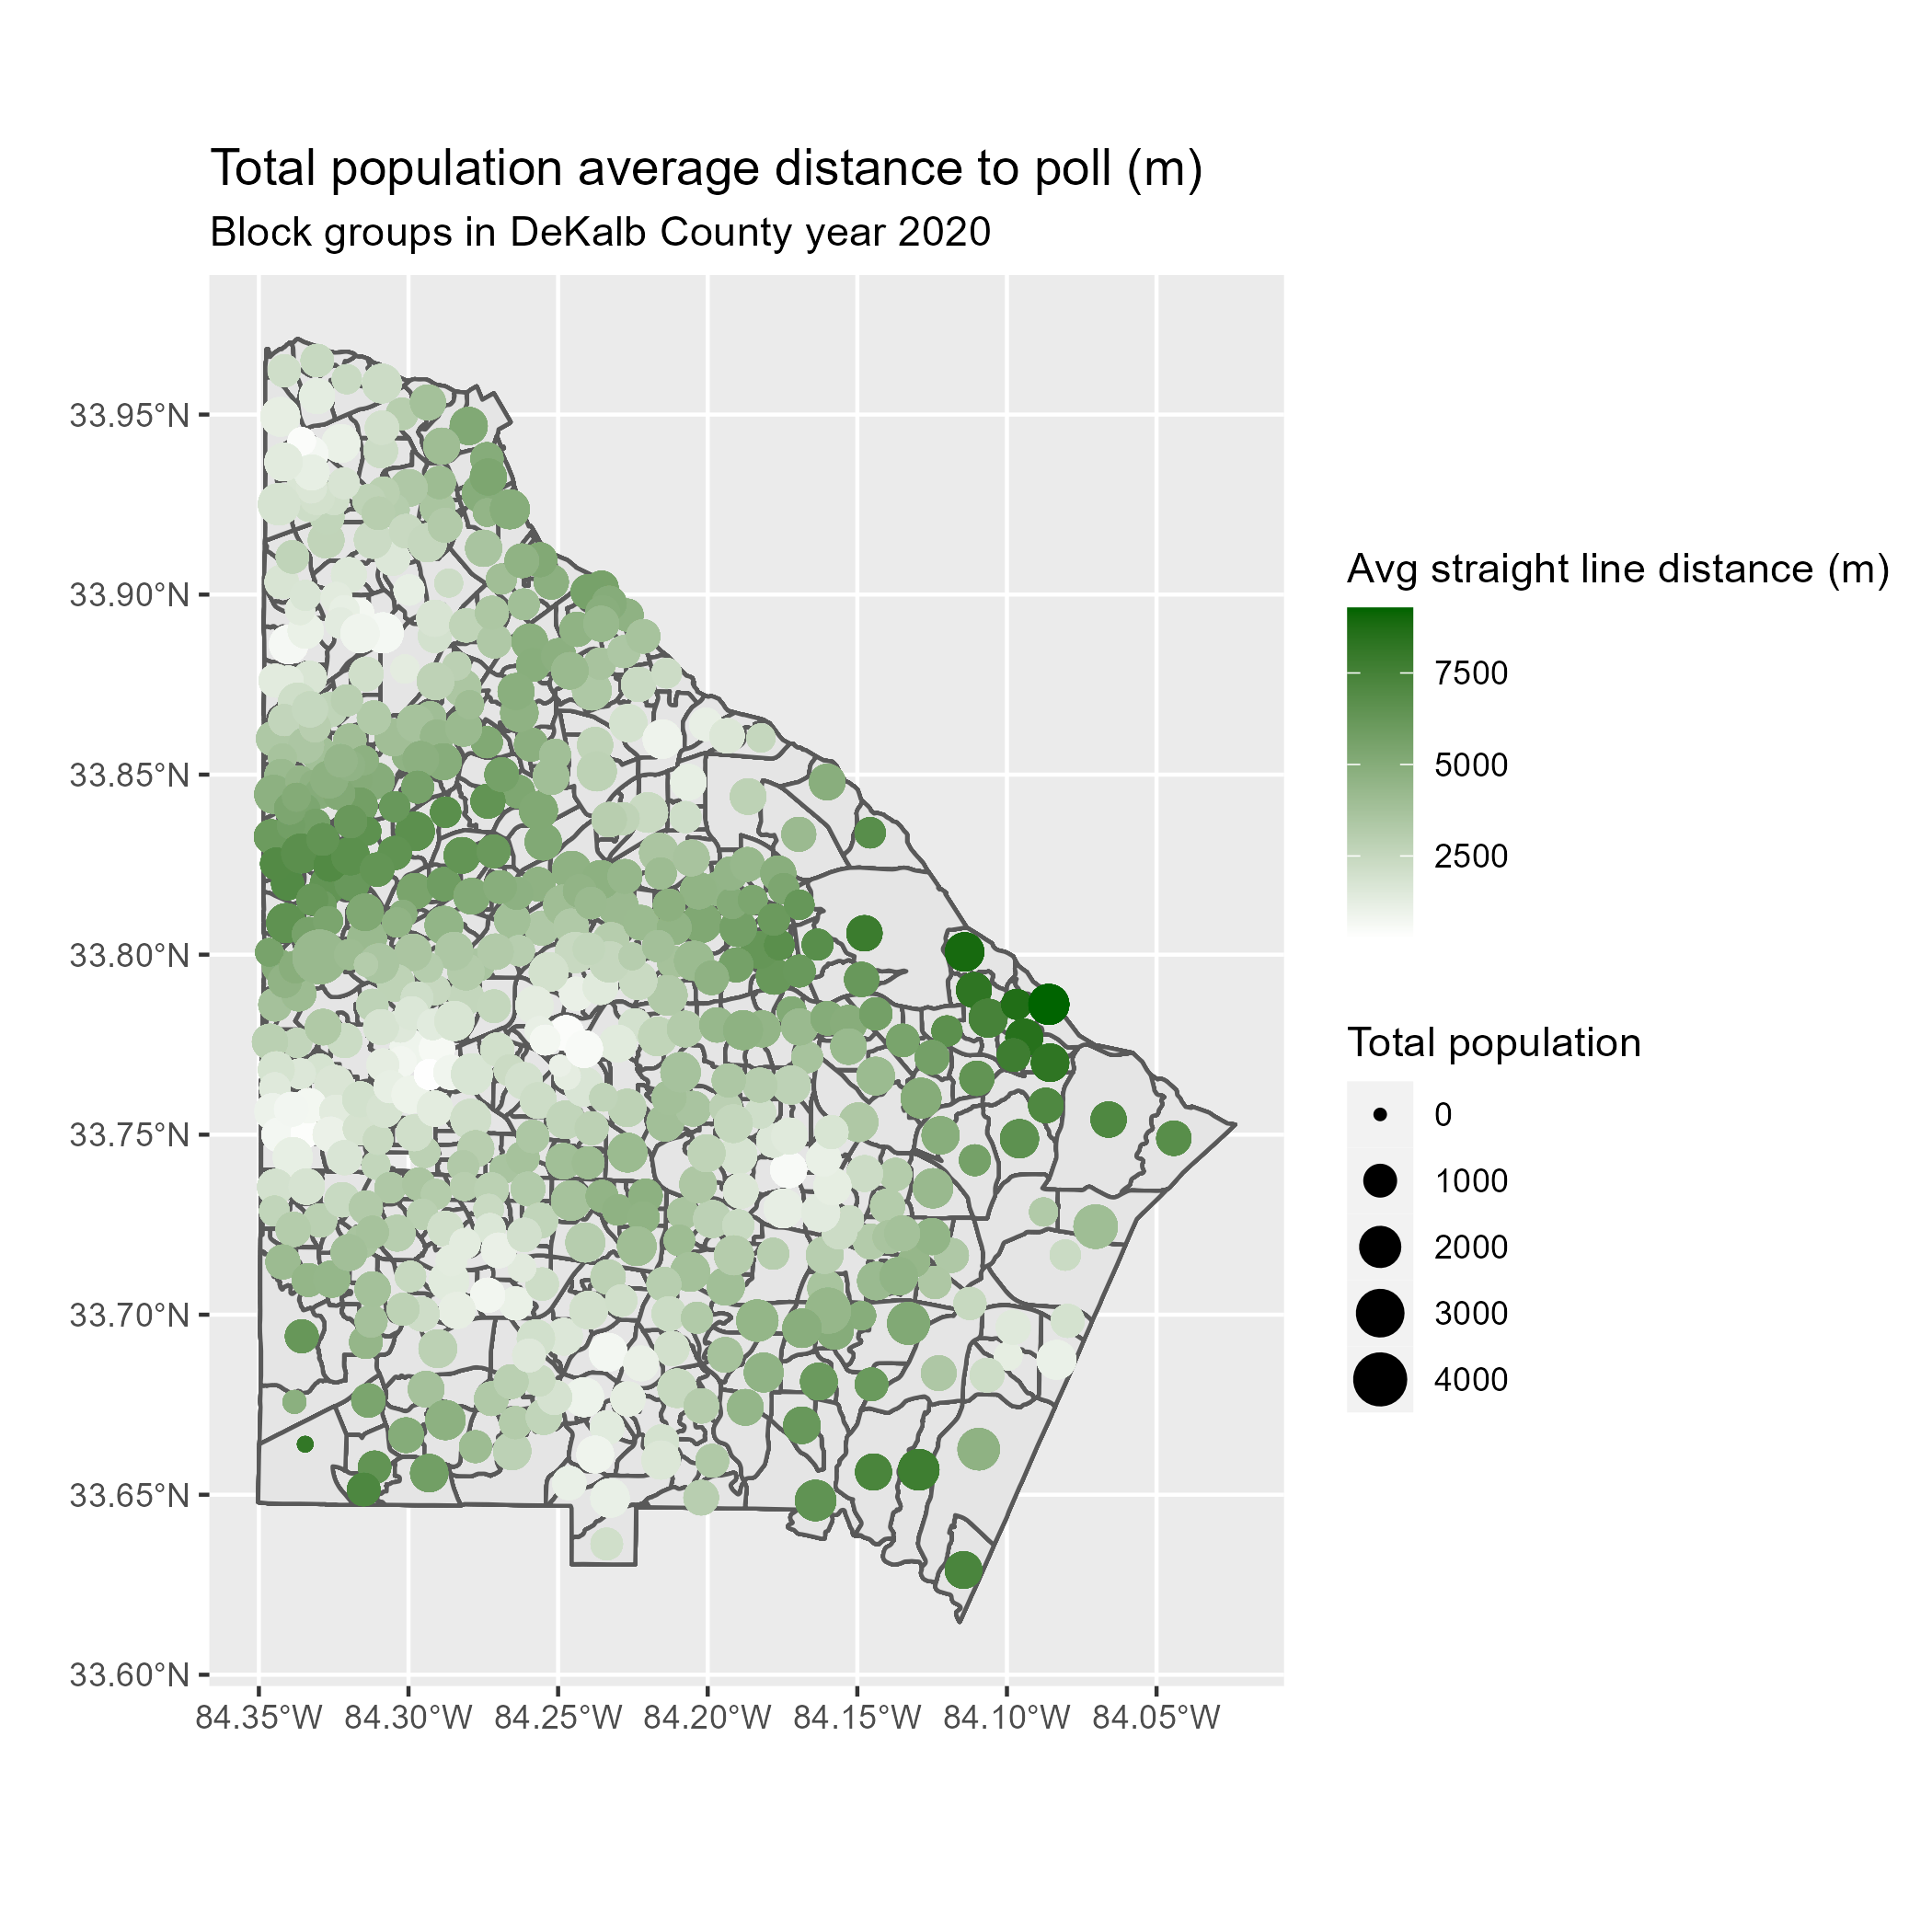 Total population average distance to poll (m)
Block groups in DeKalb County year 2020
33.95°N
33.90°N
33.85°N
33.80°N
33.75°N
33.70°N
33.65°N
33.60°N
84.35°W 84.30°W 84.25°W 84.20°W 84.15°W 84.10°W 84.05°W
Avg straight line distance (m)
7500
5000
2500
Total population
0
1000
2000
3000
4000